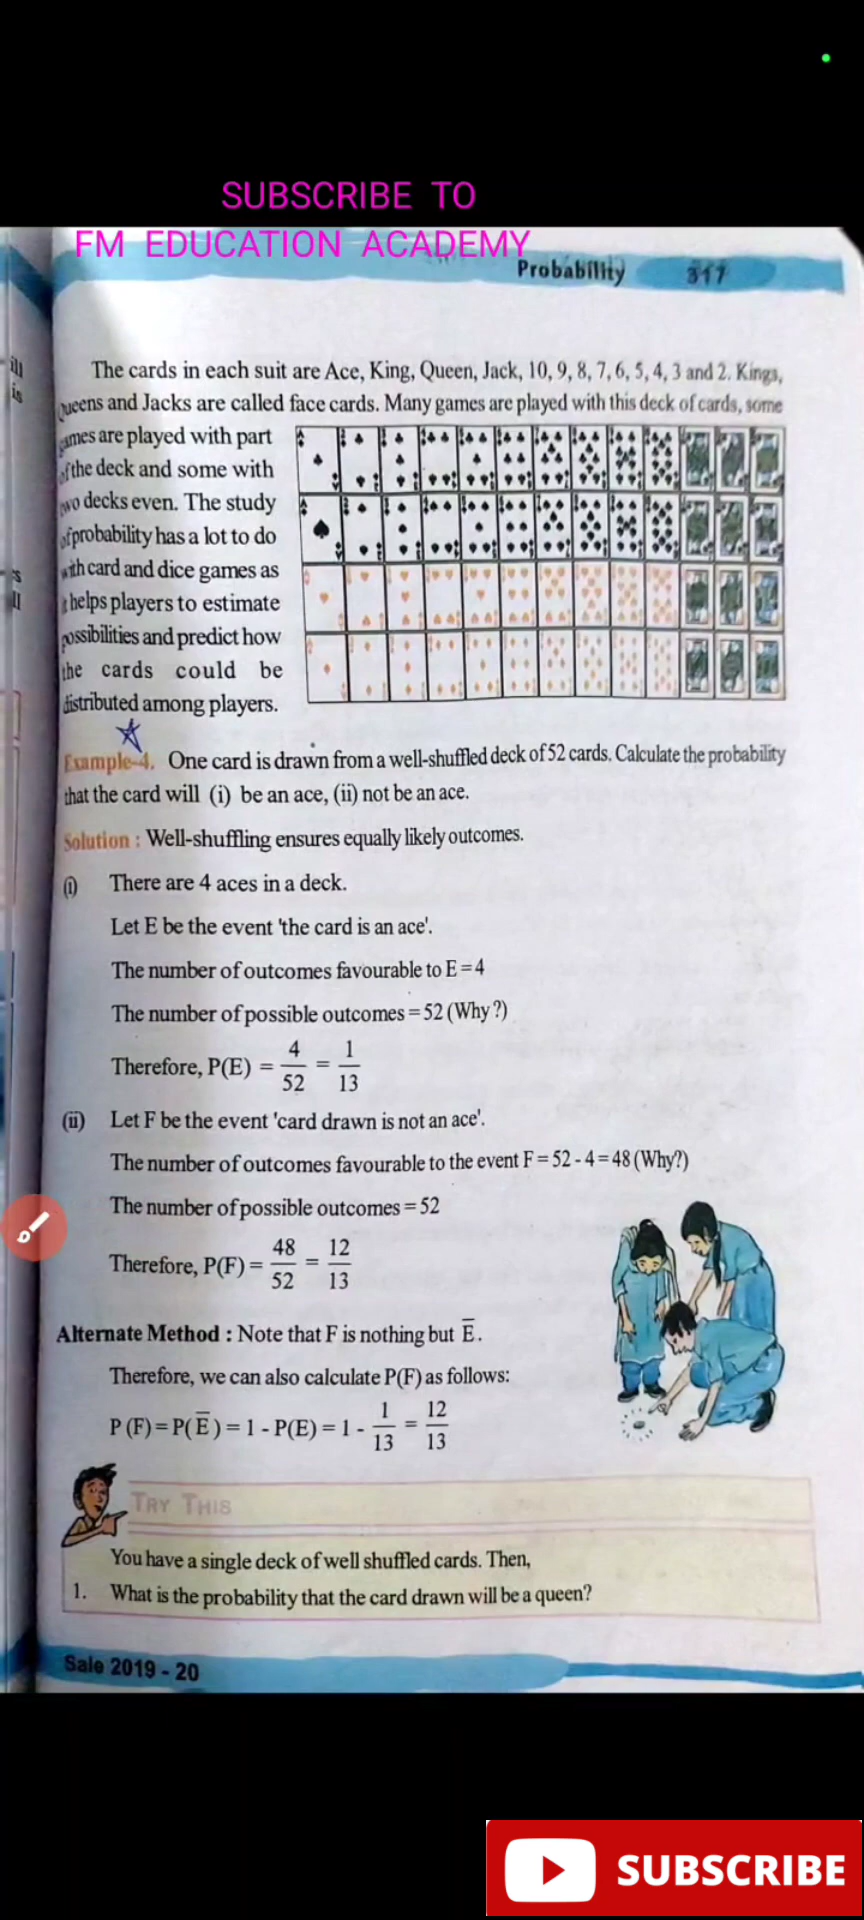 SUBSCRIBE TO
FM EDUCATION ACADEMY
Probability 317
ill
is
The cards in each suit are Ace, King, Queen, Jack, 10, 9, 8, 7, 6, 5, 4, 3 and 2. Kings,
Queens and Jacks are called face cards. Many games are played with this deck of cards, some
games are played with part
of the deck and some with
two decks even. The study
of probability has a lot to do
with card and dice games as
it helps players to estimate
possibilities and predict how
the cards could be
distributed among players.
Example-4. One card is drawn from a well-shuffled deck of 52 cards. Calculate the probability
that the card will (i) be an ace, (ii) not be an ace.
Solution : Well-shuffling ensures equally likely outcomes.
(i) There are 4 aces in a deck.
Let E be the event 'the card is an ace'.
The number of outcomes favourable to E = 4
The number of possible outcomes = 52 (Why ?)
Therefore, P(E) = 4/52 = 1/13
(ii) Let F be the event 'card drawn is not an ace'.
The number of outcomes favourable to the event F = 52 - 4 = 48 (Why?)
The number of possible outcomes = 52
Therefore, P(F) = 48/52 = 12/13
Alternate Method : Note that F is nothing but E̅.
Therefore, we can also calculate P(F) as follows:
P (F) = P(E̅) = 1 - P(E) = 1 - 1/13 = 12/13
TRY THIS
You have a single deck of well shuffled cards. Then,
1. What is the probability that the card drawn will be a queen?
Sale 2019 - 20
SUBSCRIBE